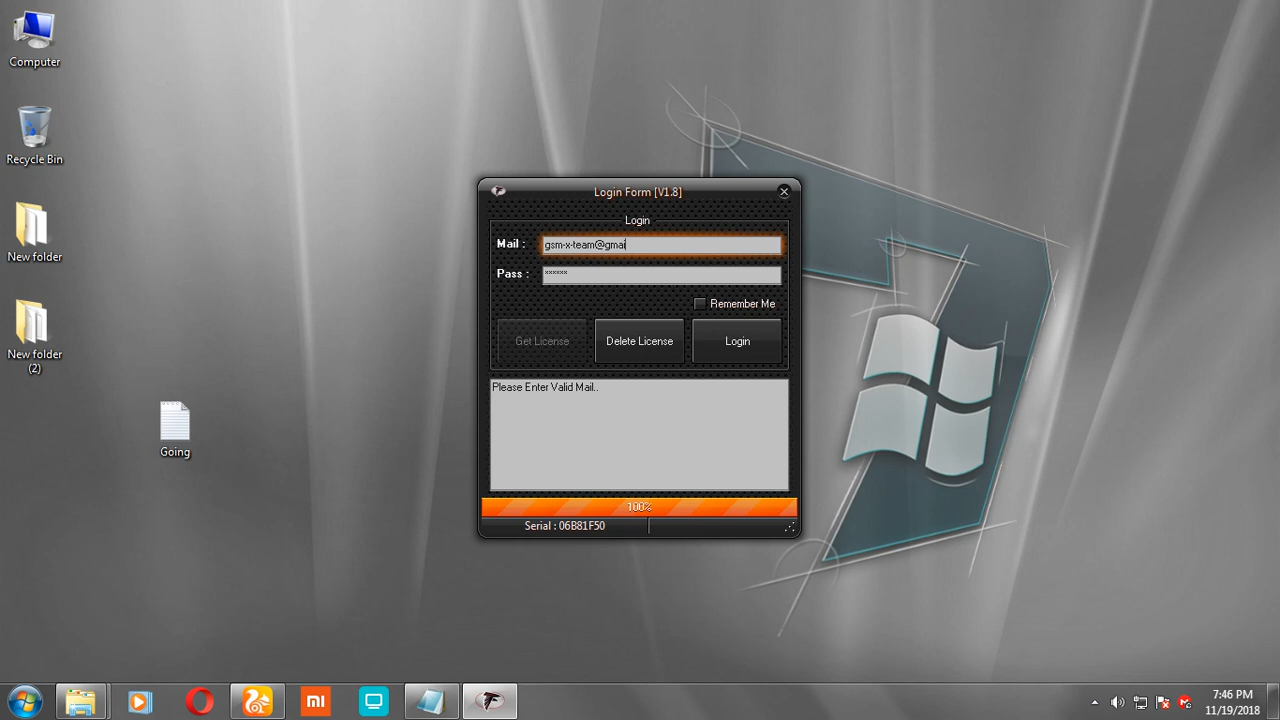 Computer
Recycle Bin
New folder
New folder
(2)
Going
Login Form [V1.8]
Login
Mail :
gsm-x-team@gmai
Pass :
******
Remember Me
Get License
Delete License
Login
Please Enter Valid Mail..
100%
Serial : 06B81F50
mi
7:46 PM
11/19/2018